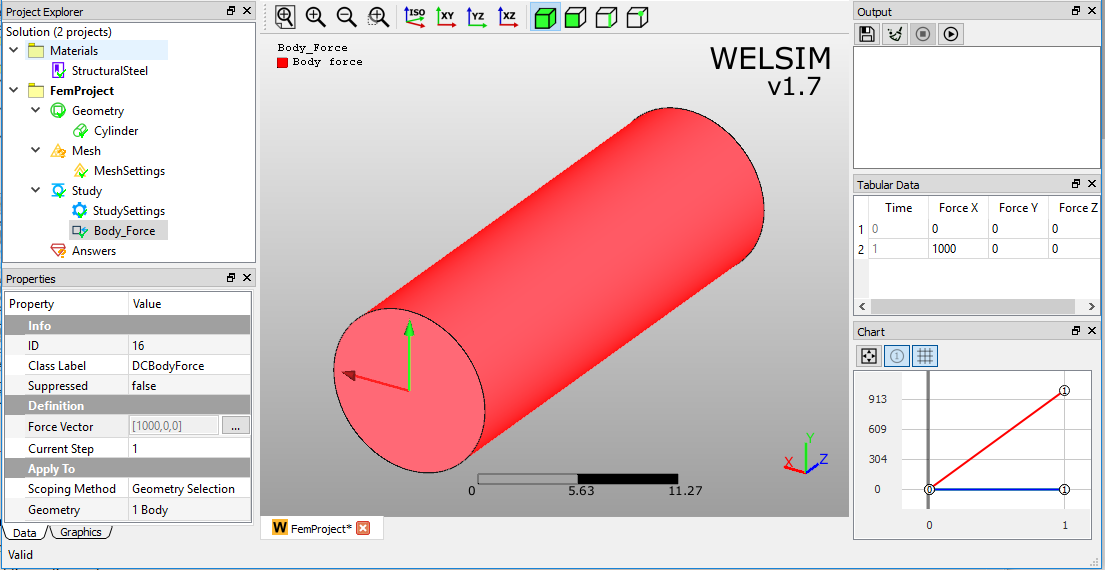 Project Explorer
Solution (2 projects)
Materials
StructuralSteel
FemProject
Geometry
Cylinder
Mesh
MeshSettings
Study
StudySettings
Body_Force
Answers
Properties
Property Value
Info
ID 16
Class Label DCBodyForce
Suppressed false
Definition
Force Vector [1000,0,0] ...
Current Step 1
Apply To
Scoping Method Geometry Selection
Geometry 1 Body
Data Graphics
Valid
ISO XY YZ XZ
Body_Force
Body force
WELSIM
v1.7
X Y Z
0 5.63 11.27
W FemProject*
Output
Tabular Data
Time Force X Force Y Force Z
1 0 0 0 0
2 1 1000 0 0
Chart
1
913
609
304
0
1
0 1
0 1